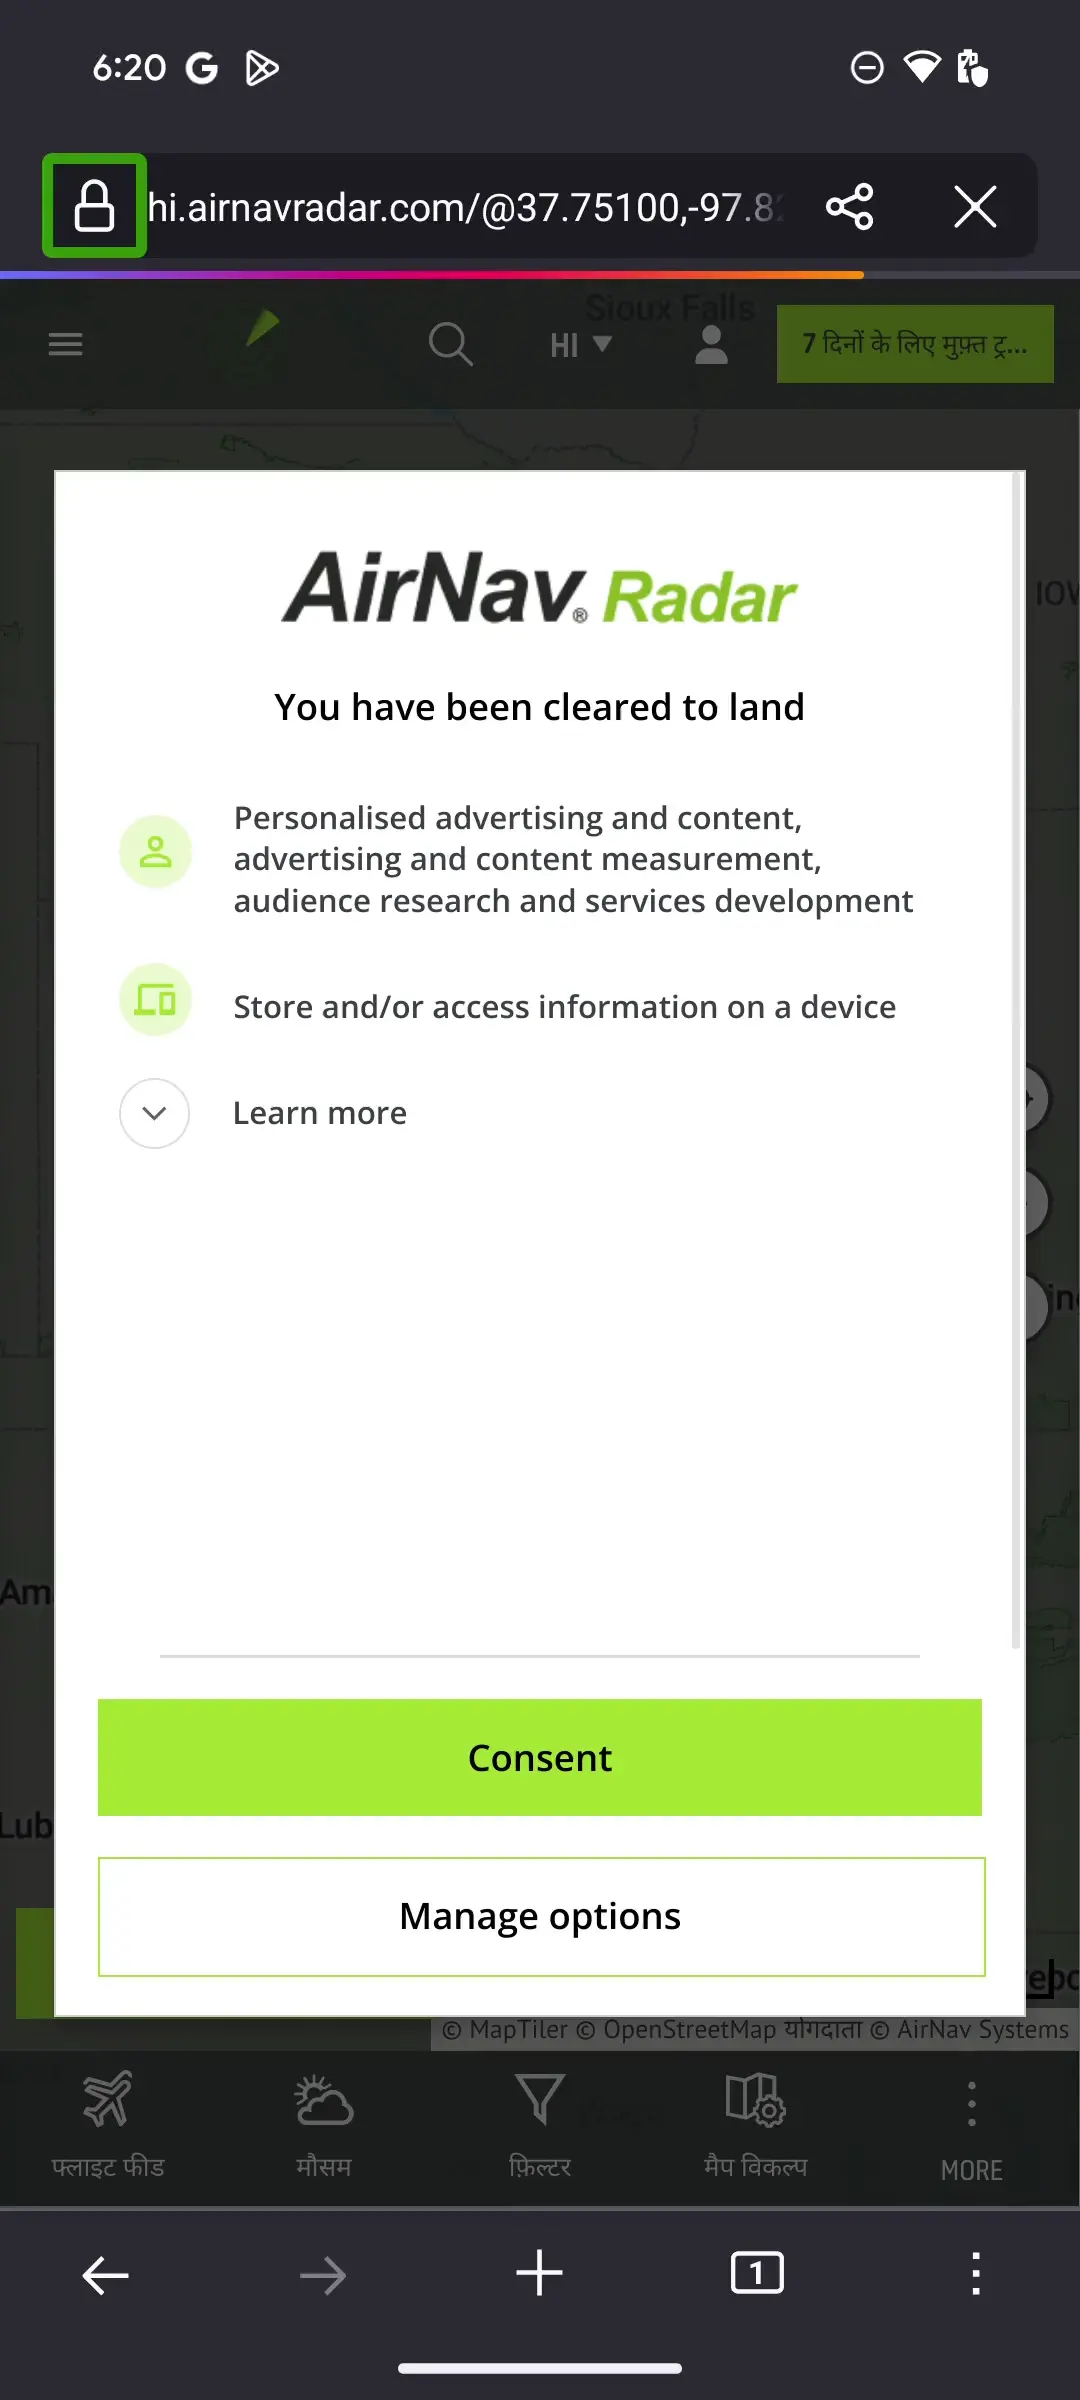 6:20
hi.airnavradar.com/@37.75100,-97.82
Sioux Falls
HI
7 दिनों के लिए मुफ़्त ट्र...
AirNav® Radar
You have been cleared to land
Personalised advertising and content,
advertising and content measurement,
audience research and services development
Store and/or access information on a device
Learn more
Consent
Manage options
© MapTiler © OpenStreetMap योगदाता © AirNav Systems
फ्लाइट फीड
मौसम
फ़िल्टर
मैप विकल्प
MORE
1